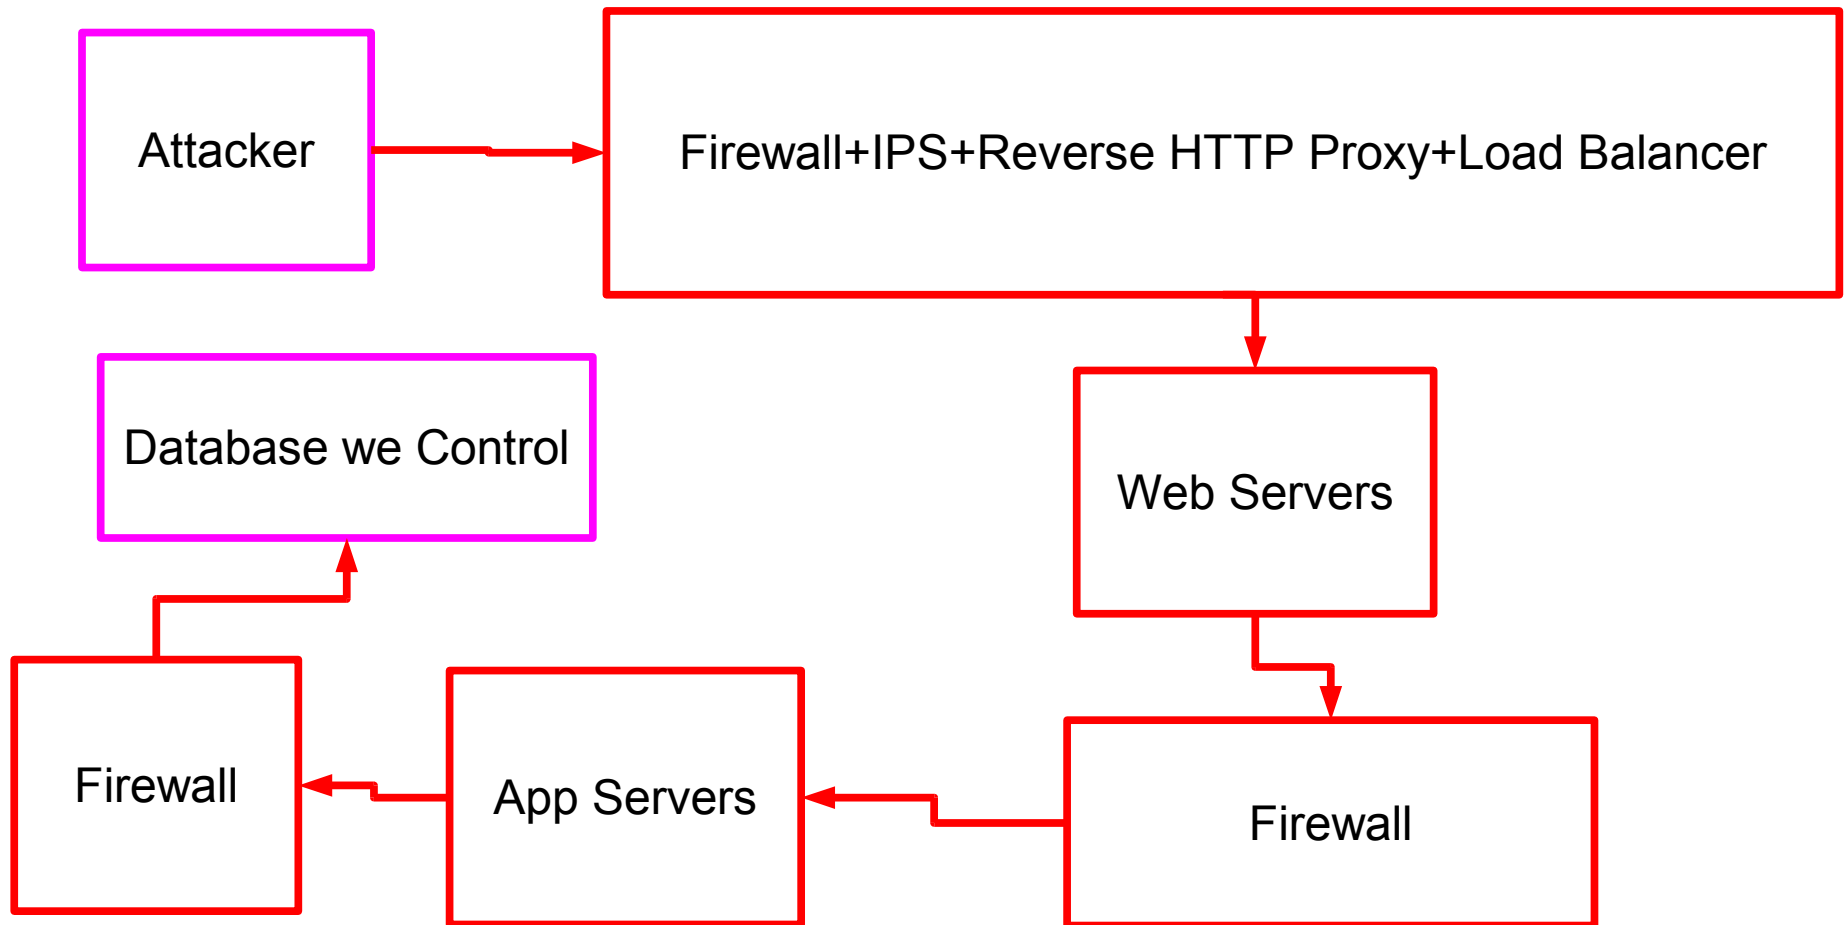 Attacker
Firewall+IPS+Reverse HTTP Proxy+Load Balancer
Database we Control
Web Servers
Firewall
App Servers
Firewall